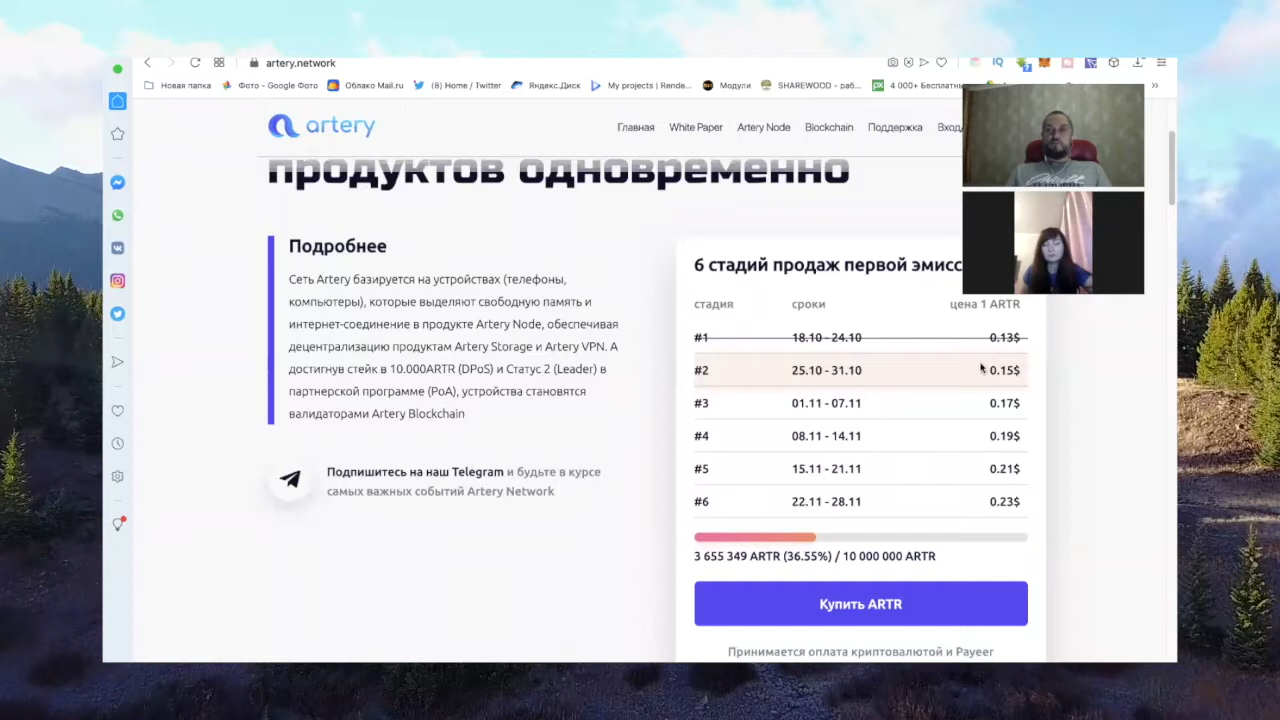 artery.network
Новая папка
Фото - Google Фото
Облако Mail.ru
(8) Home / Twitter
Яндекс.Диск
My projects | Rende...
Модули
SHAREWOOD - раб...
4 000+ Бесплатны
IQ
artery
Главная
White Paper
Artery Node
Blockchain
Поддержка
Вход
продуктов одновременно
Подробнее
Сеть Artery базируется на устройствах (телефоны,
компьютеры), которые выделяют свободную память и
интернет-соединение в продукте Artery Node, обеспечивая
децентрализацию продуктам Artery Storage и Artery VPN. А
достигнув стейк в 10.000ARTR (DPoS) и Статус 2 (Leader) в
партнерской программе (PoA), устройства становятся
валидаторами Artery Blockchain
Подпишитесь на наш Telegram и будьте в курсе
самых важных событий Artery Network
6 стадий продаж первой эмисс
стадия сроки цена 1 ARTR
#1 18.10 - 24.10 0.13$
#2 25.10 - 31.10 0.15$
#3 01.11 - 07.11 0.17$
#4 08.11 - 14.11 0.19$
#5 15.11 - 21.11 0.21$
#6 22.11 - 28.11 0.23$
3 655 349 ARTR (36.55%) / 10 000 000 ARTR
Купить ARTR
Принимается оплата криптовалютой и Payeer